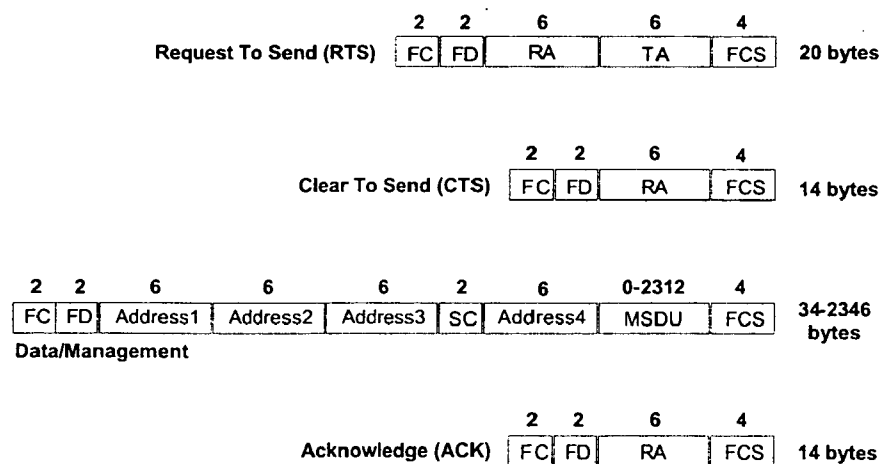 2 2 6 6 4
Request To Send (RTS) FC FD RA TA FCS 20 bytes
2 2 6 4
Clear To Send (CTS) FC FD RA FCS 14 bytes
2 2 6 6 6 2 6 0-2312 4
FC FD Address1 Address2 Address3 SC Address4 MSDU FCS 34-2346 bytes
Data/Management
2 2 6 4
Acknowledge (ACK) FC FD RA FCS 14 bytes